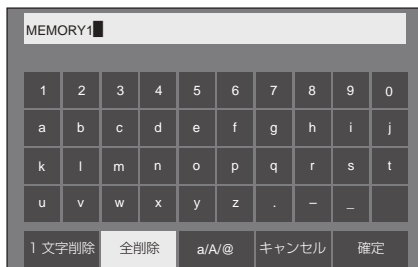 MEMORY1
1 2 3 4 5 6 7 8 9 0
a b c d e f g h i j
k l m n o p q r s t
u v w x y z . – _
1文字削除 全削除 a/A/@ キャンセル 確定